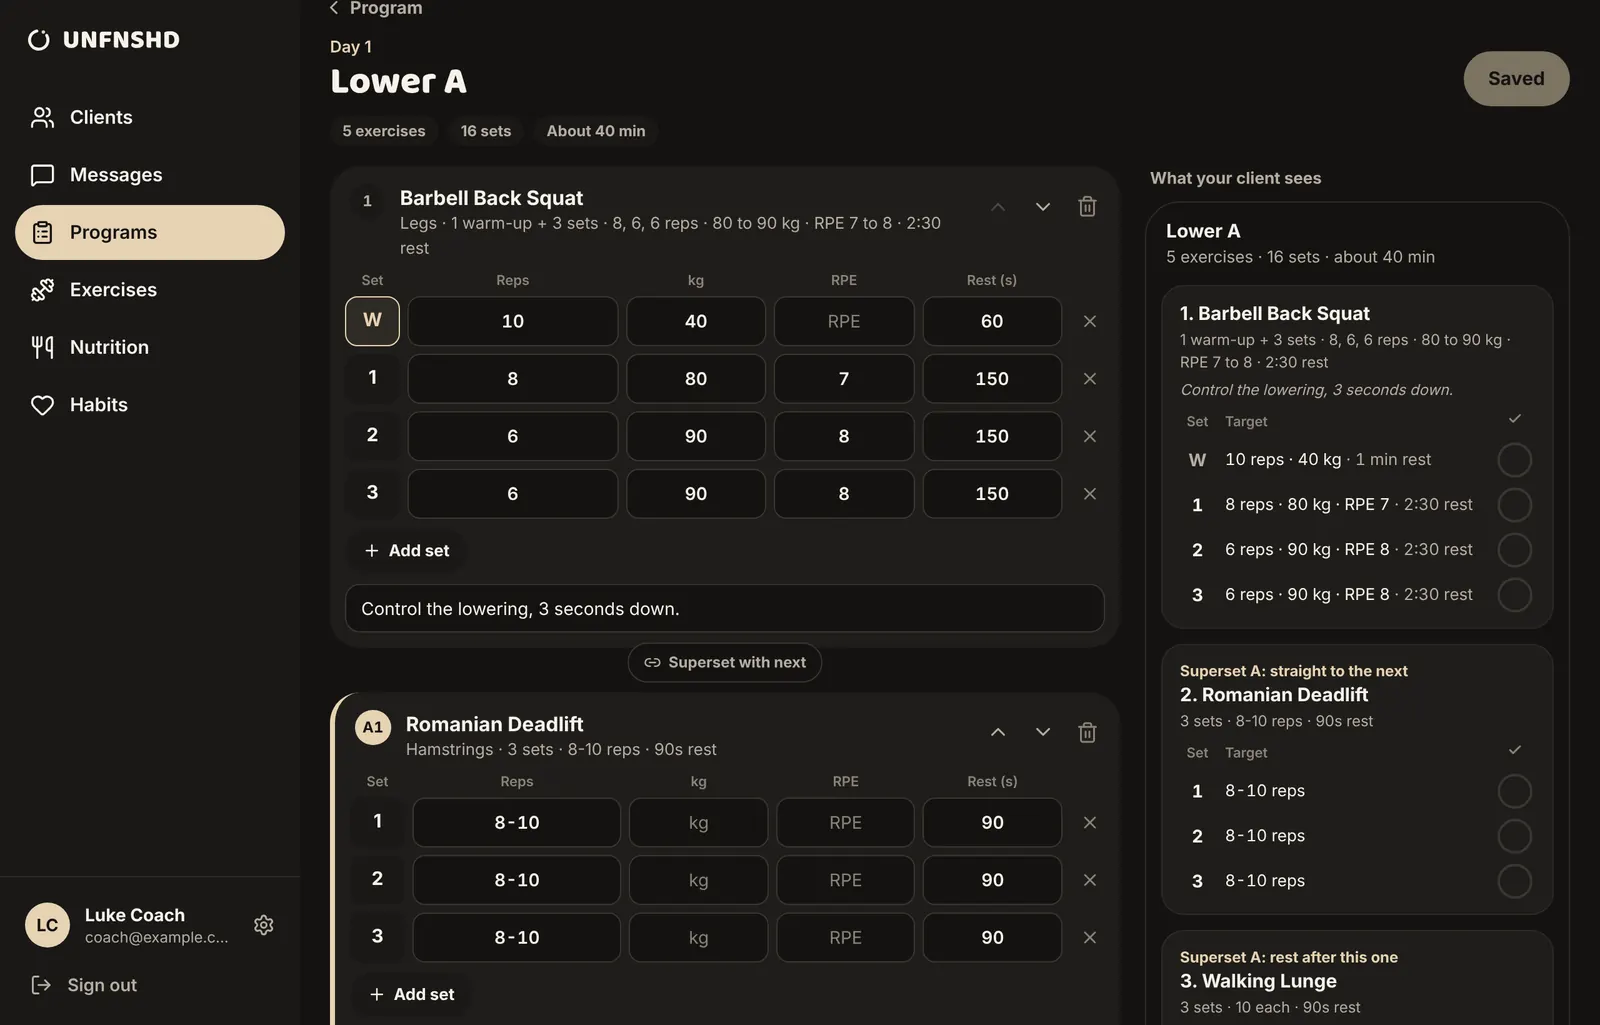 UNFNSHD
Clients
Messages
Programs
Exercises
Nutrition
Habits
LC
Luke Coach
coach@example.c...
Sign out
Program
Day 1
Lower A
5 exercises
16 sets
About 40 min
Saved
1
Barbell Back Squat
Legs · 1 warm-up + 3 sets · 8, 6, 6 reps · 80 to 90 kg · RPE 7 to 8 · 2:30
rest
Set Reps kg RPE Rest (s)
W 10 40 RPE 60
1 8 80 7 150
2 6 90 8 150
3 6 90 8 150
+ Add set
Control the lowering, 3 seconds down.
Superset with next
A1
Romanian Deadlift
Hamstrings · 3 sets · 8-10 reps · 90s rest
Set Reps kg RPE Rest (s)
1 8-10 kg RPE 90
2 8-10 kg RPE 90
3 8-10 kg RPE 90
+ Add set
What your client sees
Lower A
5 exercises · 16 sets · about 40 min
1. Barbell Back Squat
1 warm-up + 3 sets · 8, 6, 6 reps · 80 to 90 kg ·
RPE 7 to 8 · 2:30 rest
Control the lowering, 3 seconds down.
Set Target ✓
W 10 reps · 40 kg · 1 min rest
1 8 reps · 80 kg · RPE 7 · 2:30 rest
2 6 reps · 90 kg · RPE 8 · 2:30 rest
3 6 reps · 90 kg · RPE 8 · 2:30 rest
Superset A: straight to the next
2. Romanian Deadlift
3 sets · 8-10 reps · 90s rest
Set Target ✓
1 8-10 reps
2 8-10 reps
3 8-10 reps
Superset A: rest after this one
3. Walking Lunge
3 sets · 10 each · 90s rest